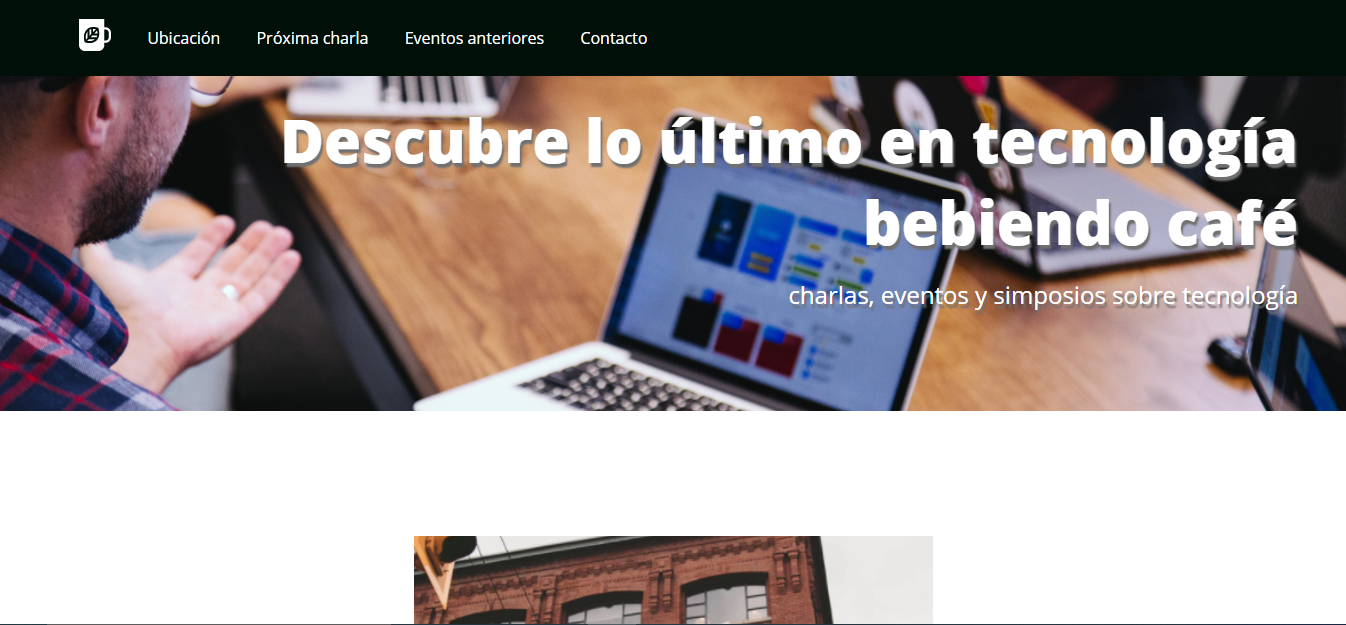 Ubicación Próxima charla Eventos anteriores Contacto
Descubre lo último en tecnología
bebiendo café
charlas, eventos y simposios sobre tecnología